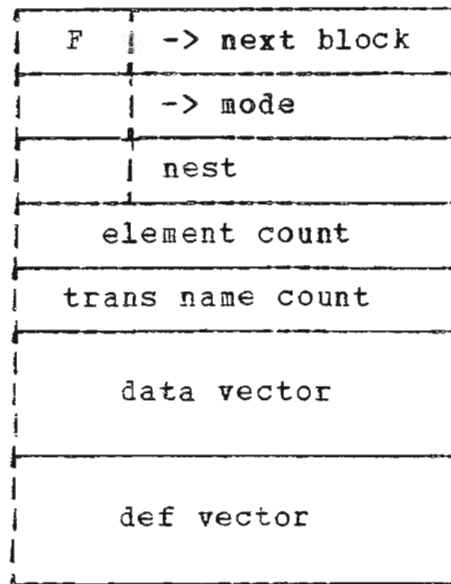 F -> next block
-> mode
nest
element count
trans name count
data vector
def vector